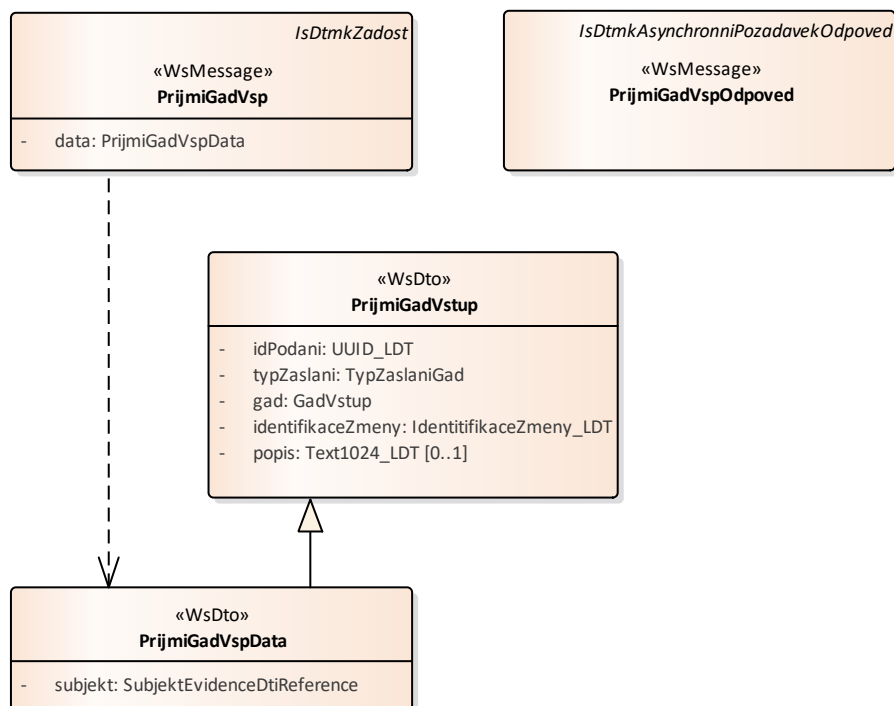 IsDtmkZadost
«WsMessage»
PrijmiGadVsp
- data: PrijmiGadVspData
IsDtmkAsynchronniPozadavekOdpoved
«WsMessage»
PrijmiGadVspOdpoved
«WsDto»
PrijmiGadVstup
- idPodani: UUID_LDT
- typZaslani: TypZaslaniGad
- gad: GadVstup
- identifikaceZmeny: IdentitifikaceZmeny_LDT
- popis: Text1024_LDT [0..1]
«WsDto»
PrijmiGadVspData
- subjekt: SubjektEvidenceDtiReference